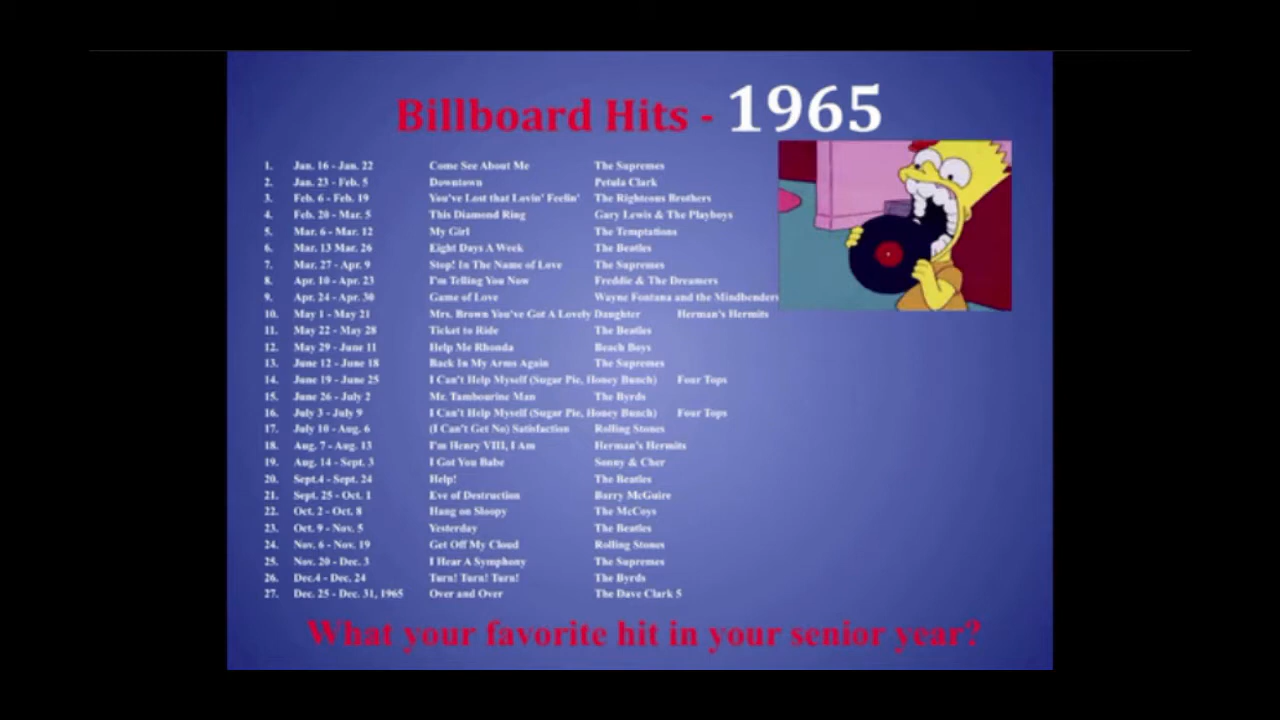 Billboard Hits - 1965
1. Jan. 16 - Jan. 22 Come See About Me The Supremes
2. Jan. 23 - Feb. 5 Downtown Petula Clark
3. Feb. 6 - Feb. 19 You've Lost that Lovin' Feelin' The Righteous Brothers
4. Feb. 20 - Mar. 5 This Diamond Ring Gary Lewis & The Playboys
5. Mar. 6 - Mar. 12 My Girl The Temptations
6. Mar. 13 Mar. 26 Eight Days A Week The Beatles
7. Mar. 27 - Apr. 9 Stop! In The Name of Love The Supremes
8. Apr. 10 - Apr. 23 I'm Telling You Now Freddie & The Dreamers
9. Apr. 24 - Apr. 30 Game of Love Wayne Fontana and the Mindbenders
10. May 1 - May 21 Mrs. Brown You've Got A Lovely Daughter Herman's Hermits
11. May 22 - May 28 Ticket to Ride The Beatles
12. May 29 - June 11 Help Me Rhonda Beach Boys
13. June 12 - June 18 Back In My Arms Again The Supremes
14. June 19 - June 25 I Can't Help Myself (Sugar Pie, Honey Bunch) Four Tops
15. June 26 - July 2 Mr. Tambourine Man The Byrds
16. July 3 - July 9 I Can't Help Myself (Sugar Pie, Honey Bunch) Four Tops
17. July 10 - Aug. 6 (I Can't Get No) Satisfaction Rolling Stones
18. Aug. 7 - Aug. 13 I'm Henry VIII, I Am Herman's Hermits
19. Aug. 14 - Sept. 3 I Got You Babe Sonny & Cher
20. Sept.4 - Sept. 24 Help! The Beatles
21. Sept. 25 - Oct. 1 Eve of Destruction Barry McGuire
22. Oct. 2 - Oct. 8 Hang on Sloopy The McCoys
23. Oct. 9 - Nov. 5 Yesterday The Beatles
24. Nov. 6 - Nov. 19 Get Off My Cloud Rolling Stones
25. Nov. 20 - Dec. 3 I Hear A Symphony The Supremes
26. Dec.4 - Dec. 24 Turn! Turn! Turn! The Byrds
27. Dec. 25 - Dec. 31, 1965 Over and Over The Dave Clark 5
What your favorite hit in your senior year?